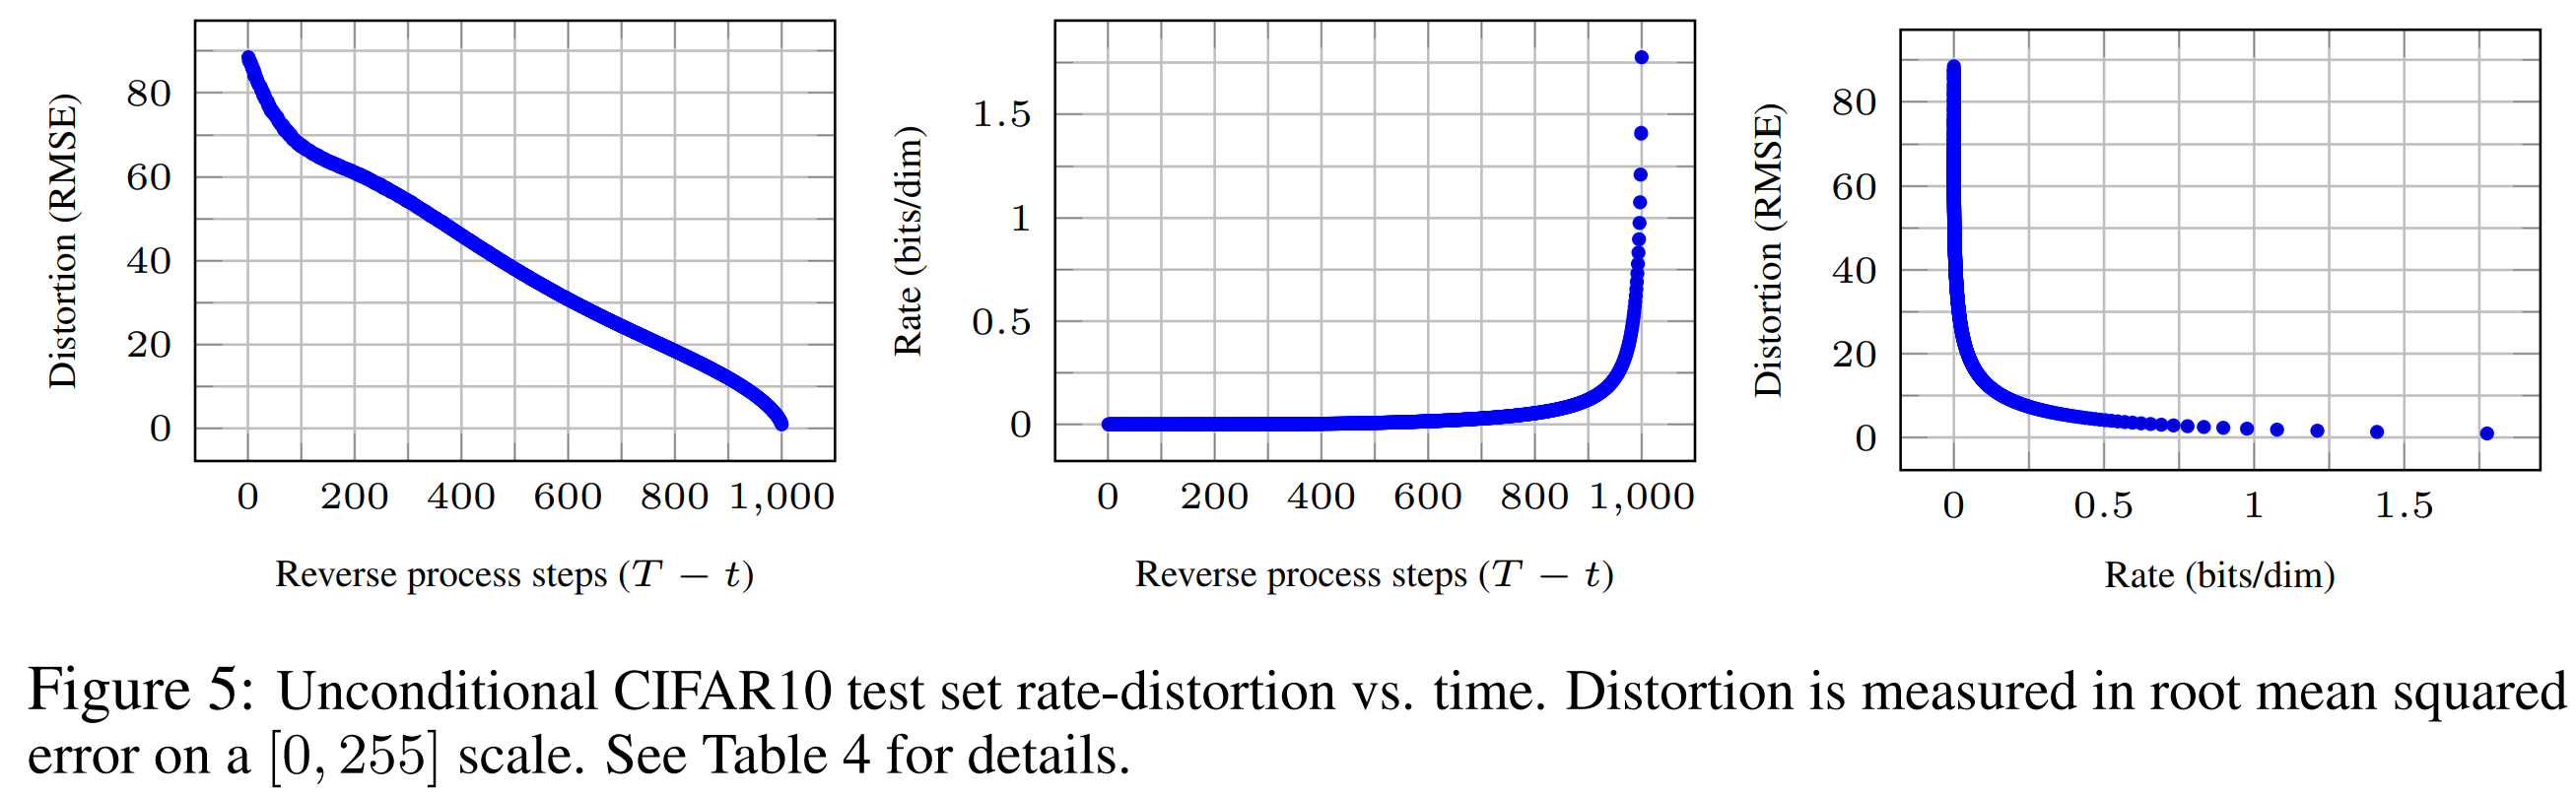 Distortion (RMSE)
80
60
40
20
0
0 200 400 600 800 1,000
Reverse process steps (T − t)
Rate (bits/dim)
1.5
1
0.5
0
0 200 400 600 800 1,000
Reverse process steps (T − t)
Distortion (RMSE)
80
60
40
20
0
0 0.5 1 1.5
Rate (bits/dim)
Figure 5: Unconditional CIFAR10 test set rate-distortion vs. time. Distortion is measured in root mean squared
error on a [0, 255] scale. See Table 4 for details.